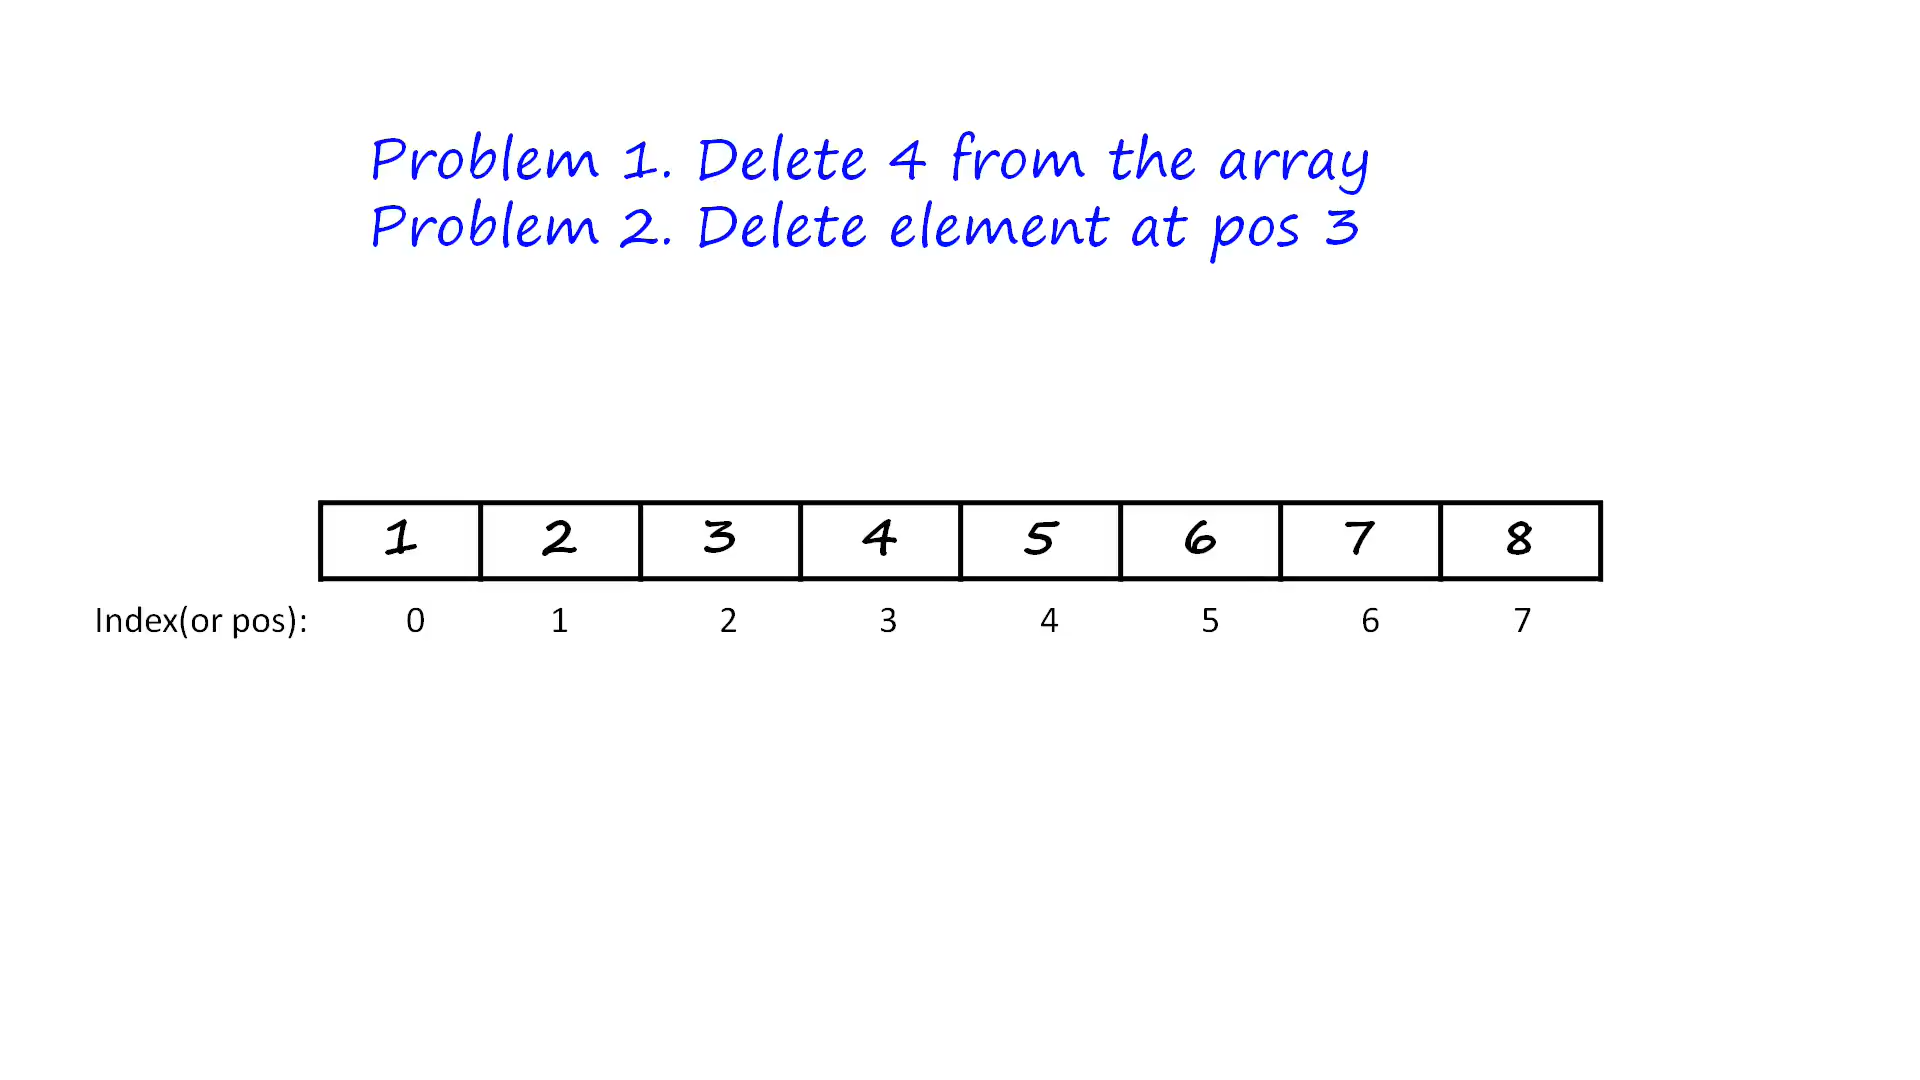 Problem 1. Delete 4 from the array
Problem 2. Delete element at pos 3
1 2 3 4 5 6 7 8
Index(or pos): 0 1 2 3 4 5 6 7